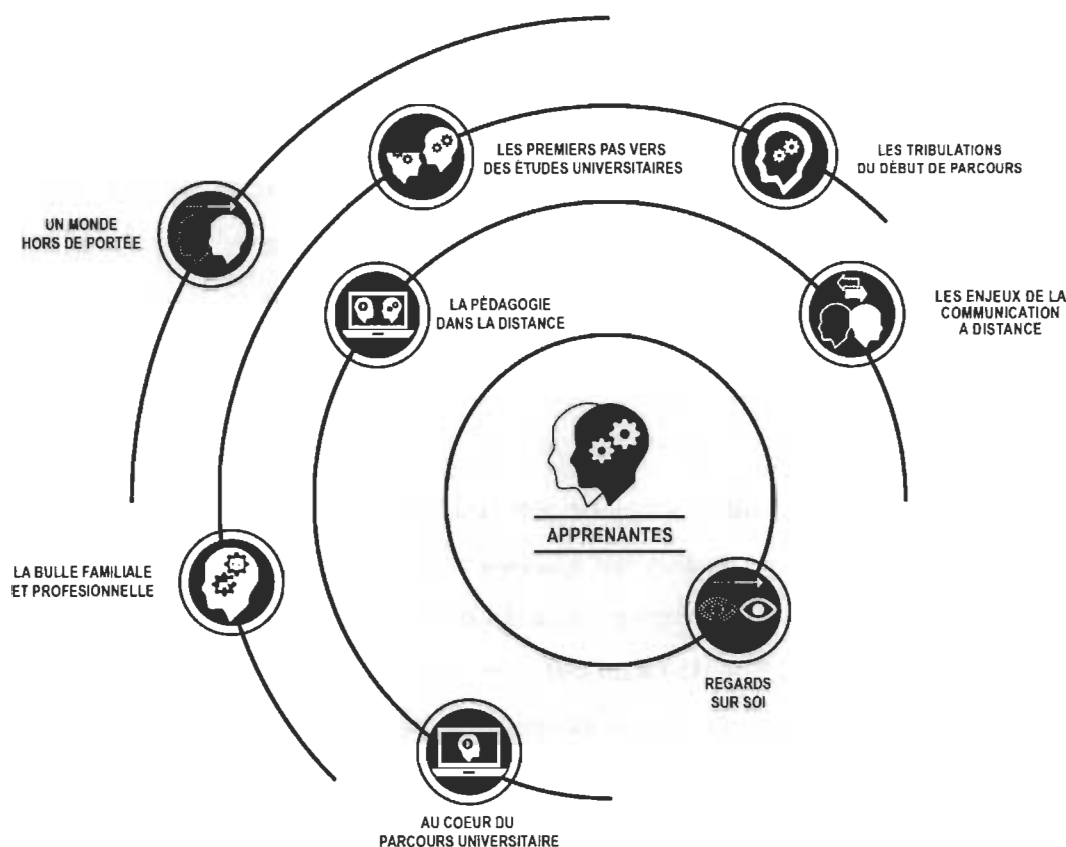 LES PREMIERS PAS VERS
DES ÉTUDES UNIVERSITAIRES
LES TRIBULATIONS
DU DÉBUT DE PARCOURS
UN MONDE
HORS DE PORTÉE
LA PÉDAGOGIE
DANS LA DISTANCE
LES ENJEUX DE LA
COMMUNICATION
A DISTANCE
APPRENANTES
LA BULLE FAMILIALE
ET PROFESIONNELLE
REGARDS
SUR SOI
AU COEUR DU
PARCOURS UNIVERSITAIRE